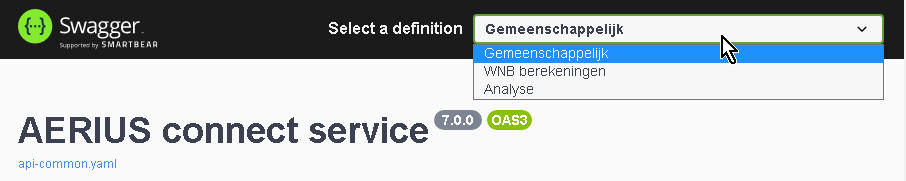 Swagger
Supported by SMARTBEAR
Select a definition
Gemeenschappelijk
Gemeenschappelijk
WNB berekeningen
Analyse
AERIUS connect service 7.0.0 OAS3
api-common.yaml